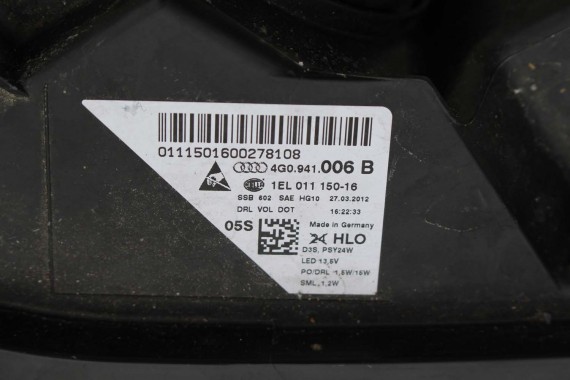 0111501600278108
4G0.941.006 B
HELLA 1EL 011 150-16
SSB 602 SAE HG10 27.03.2012
DRL VOL DOT 16:22:33
05S Made in Germany
HLO
D3S, PSY24W
LED 13,5V
PO/DRL 1,5W/16W
SML, 1,2W